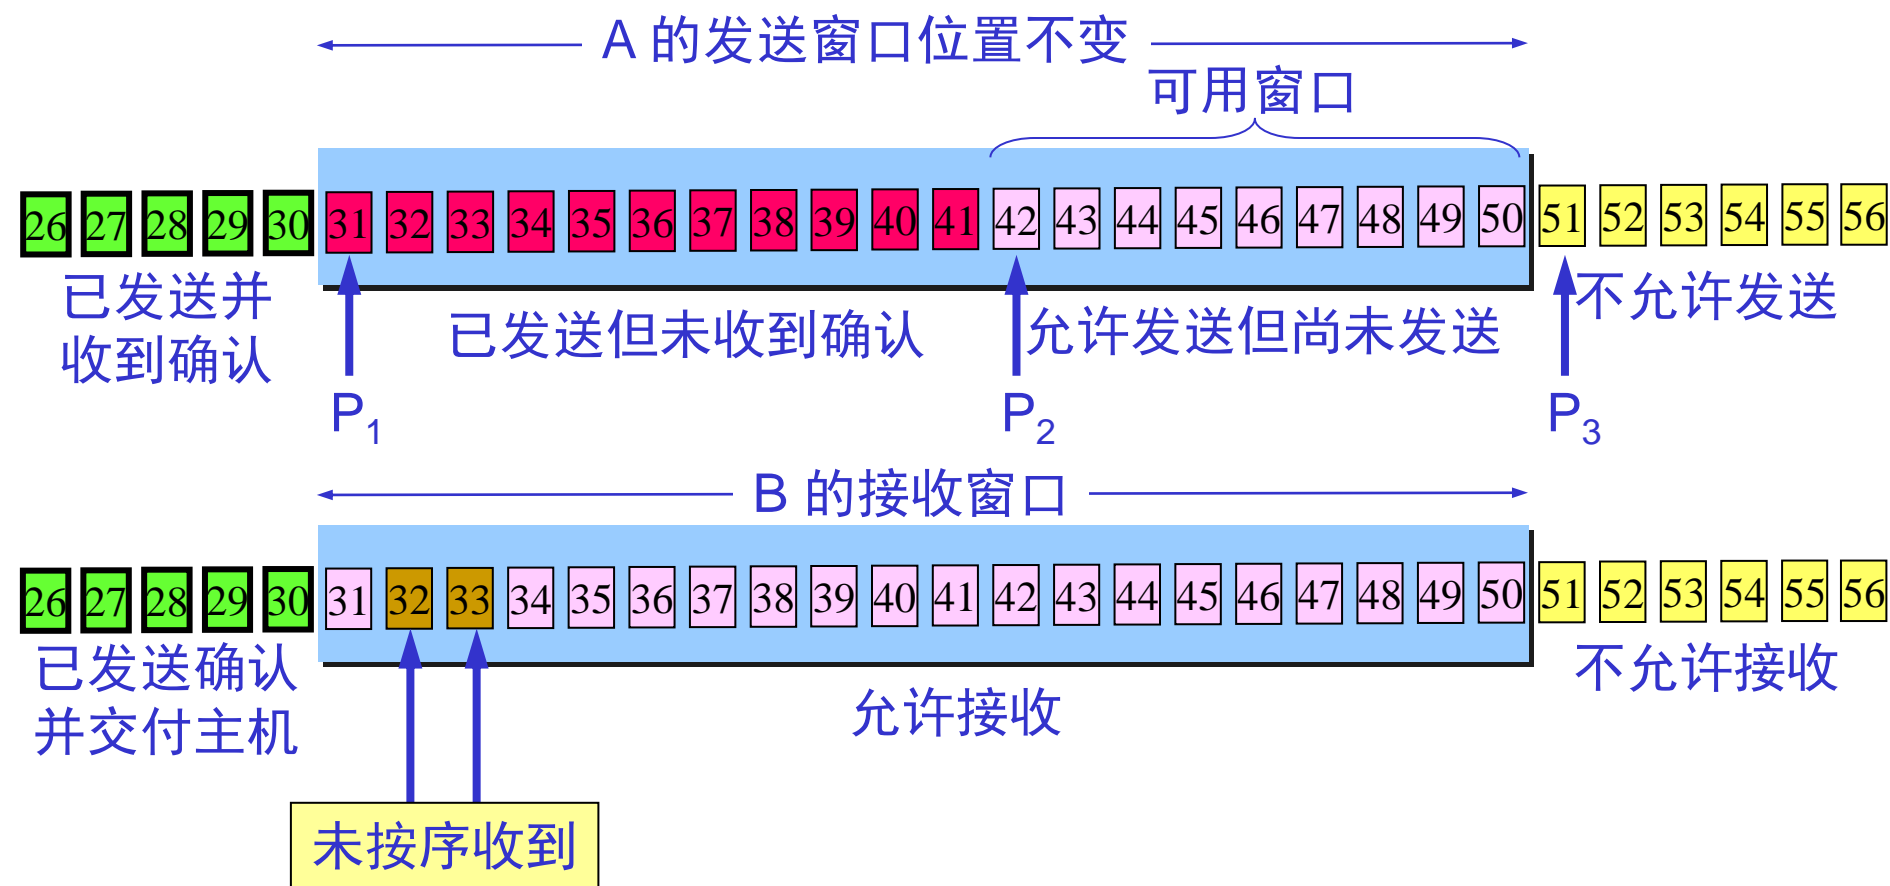 A 的发送窗口位置不变
可用窗口
26 27 28 29 30 31 32 33 34 35 36 37 38 39 40 41 42 43 44 45 46 47 48 49 50 51 52 53 54 55 56
已发送并
收到确认
已发送但未收到确认
允许发送但尚未发送
不允许发送
P1
P2
P3
B 的接收窗口
26 27 28 29 30 31 32 33 34 35 36 37 38 39 40 41 42 43 44 45 46 47 48 49 50 51 52 53 54 55 56
已发送确认
并交付主机
允许接收
不允许接收
未按序收到